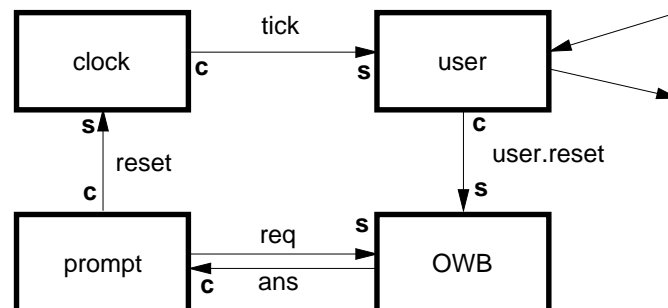 tick
clock
user
c
s
s
c
reset
user.reset
c
s
req
s
prompt
OWB
ans
c